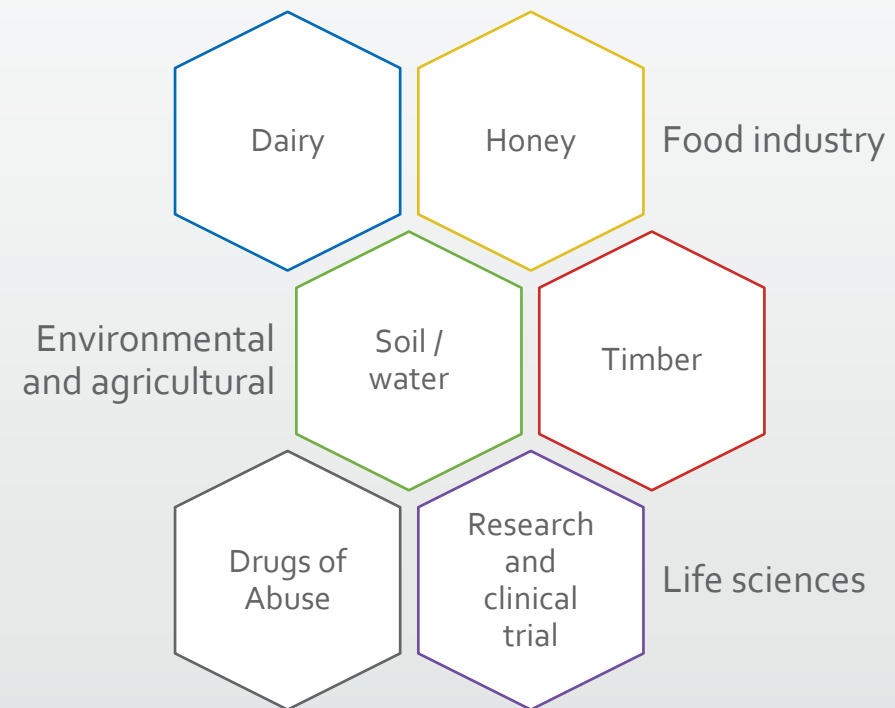 Dairy
Honey
Food industry
Environmental
and agricultural
Soil /
water
Timber
Drugs of
Abuse
Research
and
clinical
trial
Life sciences